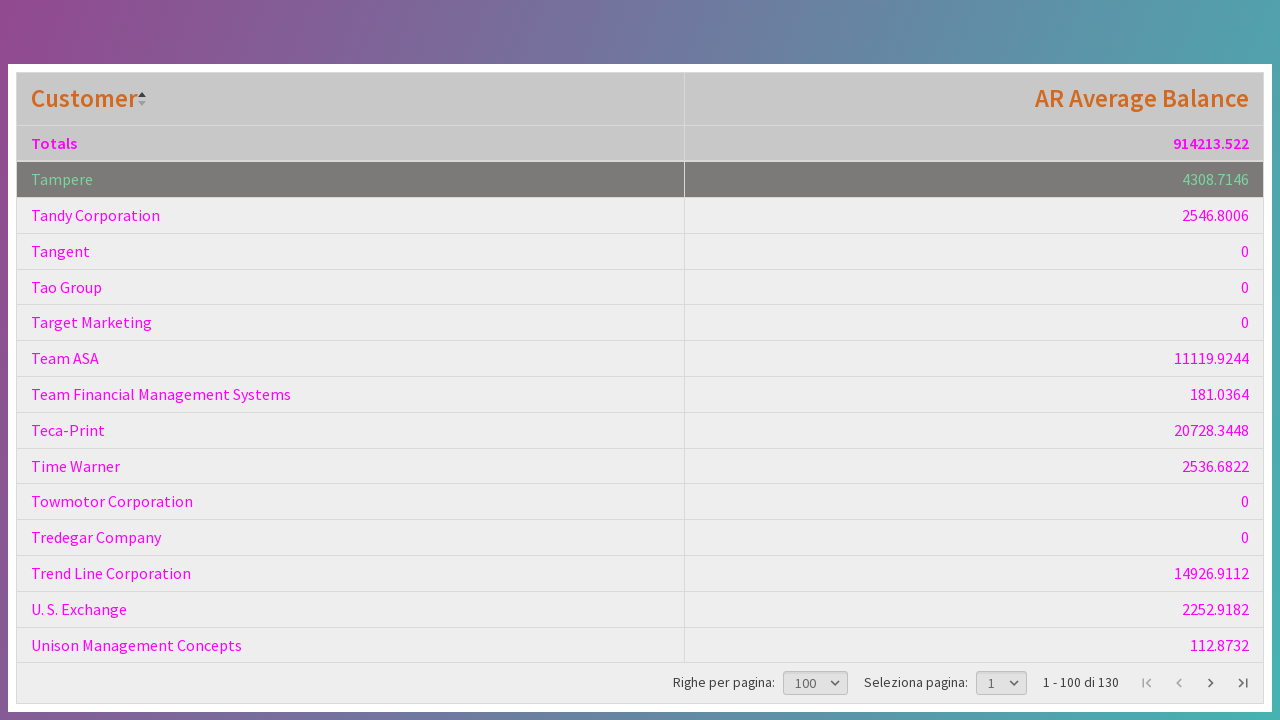 Customer AR Average Balance
Totals 914213.522
Tampere 4308.7146
Tandy Corporation 2546.8006
Tangent 0
Tao Group 0
Target Marketing 0
Team ASA 11119.9244
Team Financial Management Systems 181.0364
Teca-Print 20728.3448
Time Warner 2536.6822
Towmotor Corporation 0
Tredegar Company 0
Trend Line Corporation 14926.9112
U. S. Exchange 2252.9182
Unison Management Concepts 112.8732
Righe per pagina: 100 Seleziona pagina: 1 1 - 100 di 130